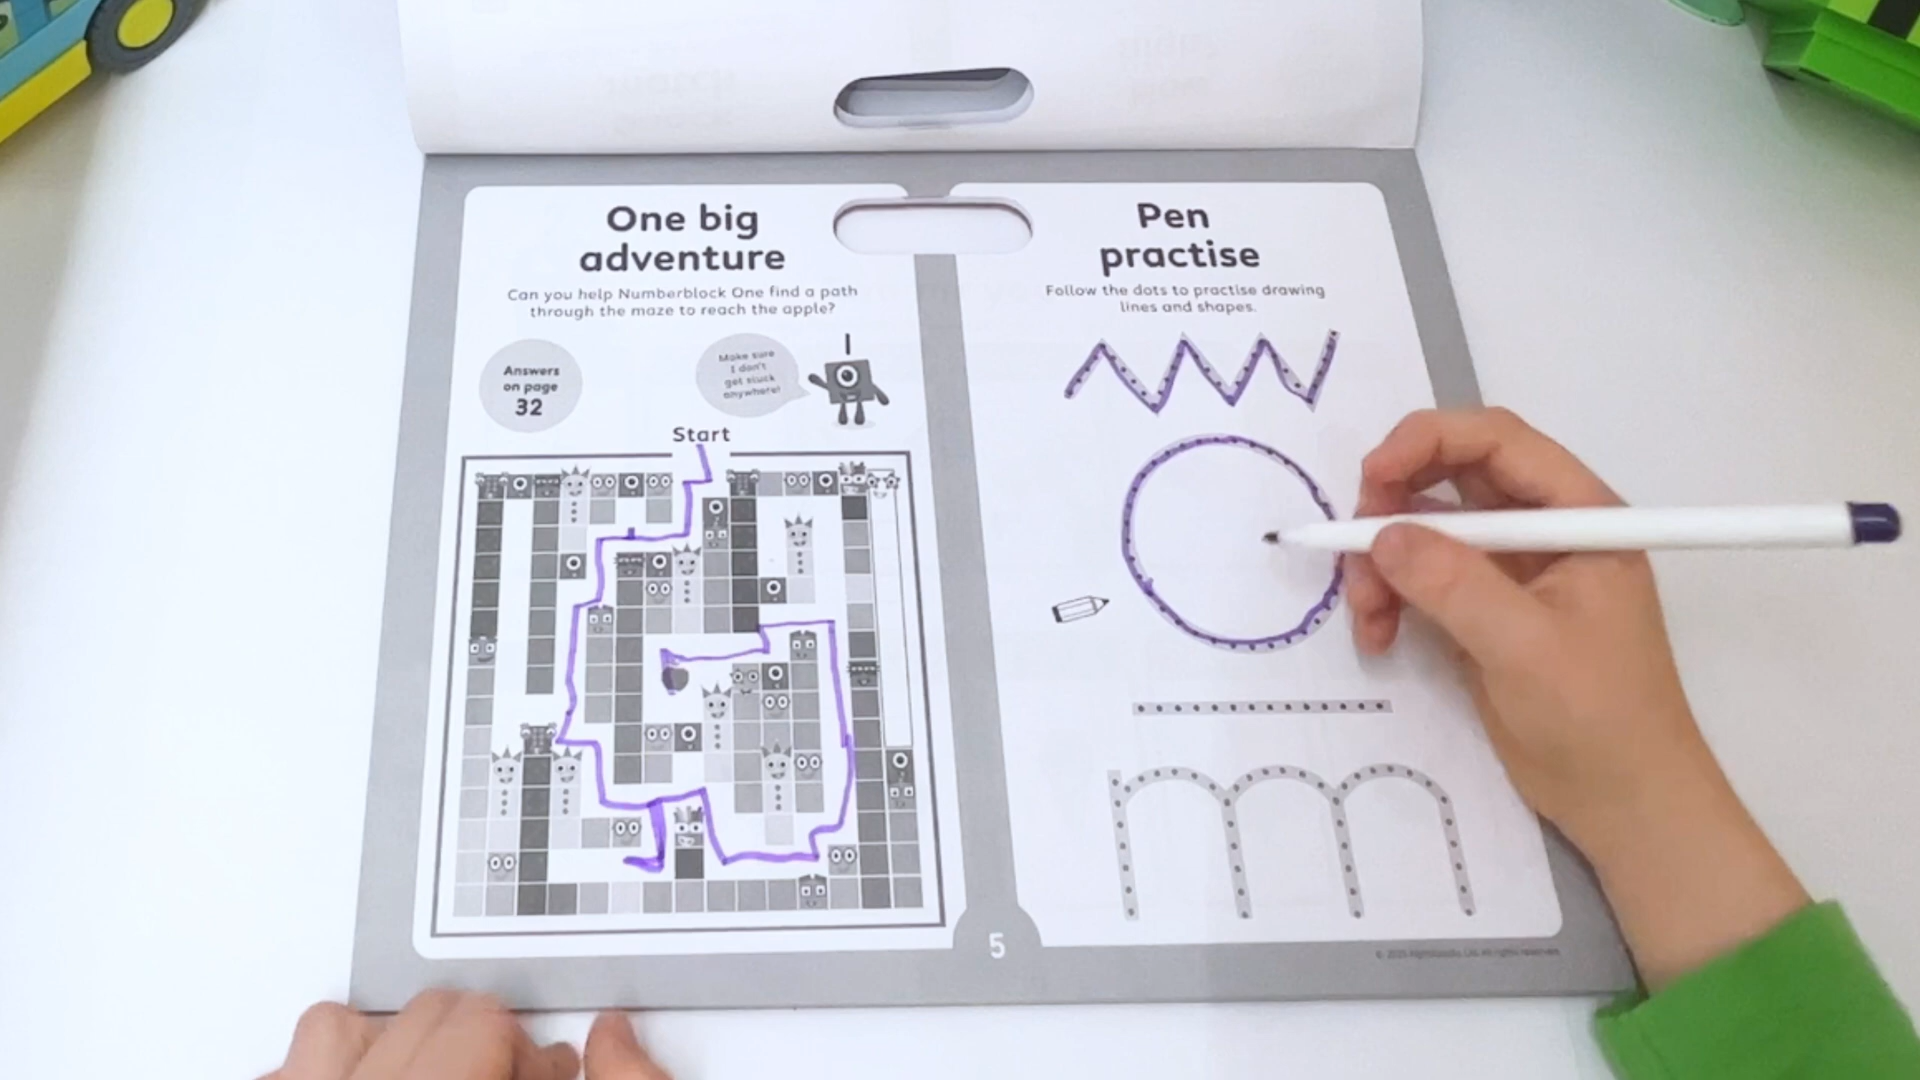 One big
adventure
Can you help Numberblock One find a path
through the maze to reach the apple?
Answers
on page
32
Make sure
I don't
get stuck
anywhere!
Start
Pen
practise
Follow the dots to practise drawing
lines and shapes.
5